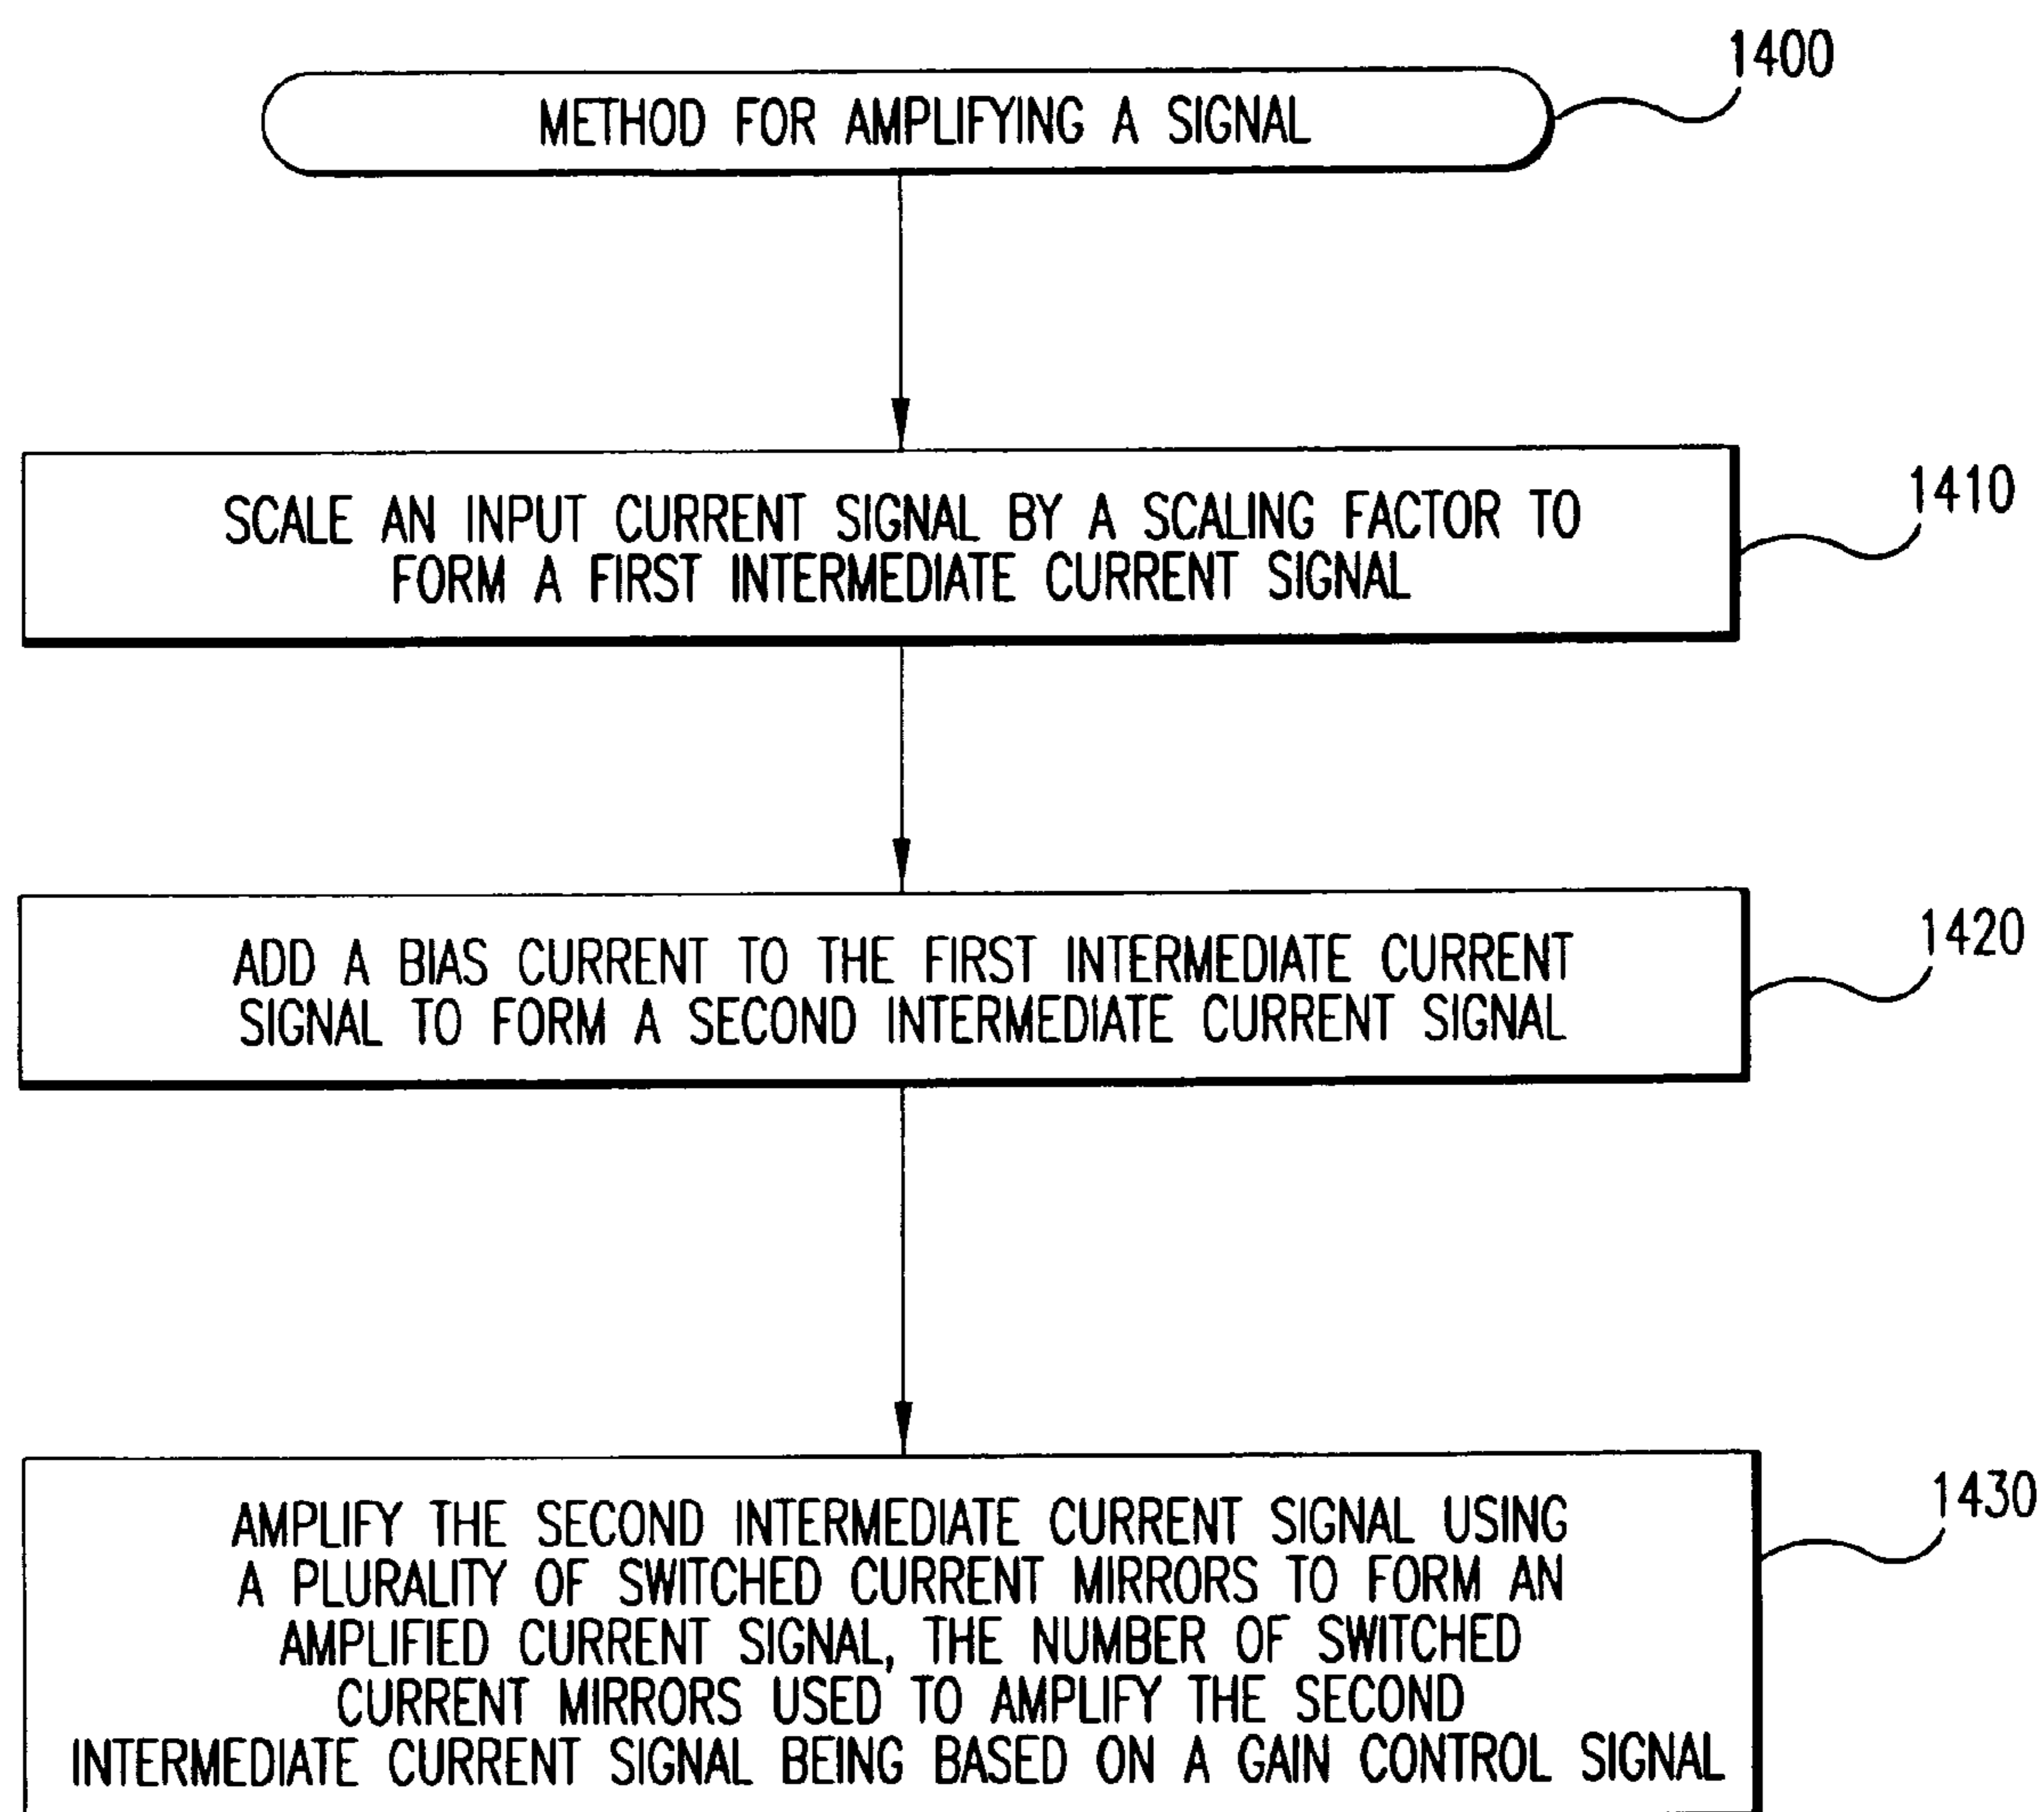 1400
METHOD FOR AMPLIFYING A SIGNAL
1410
SCALE AN INPUT CURRENT SIGNAL BY A SCALING FACTOR TO
FORM A FIRST INTERMEDIATE CURRENT SIGNAL
1420
ADD A BIAS CURRENT TO THE FIRST INTERMEDIATE CURRENT
SIGNAL TO FORM A SECOND INTERMEDIATE CURRENT SIGNAL
1430
AMPLIFY THE SECOND INTERMEDIATE CURRENT SIGNAL USING
A PLURALITY OF SWITCHED CURRENT MIRRORS TO FORM AN
AMPLIFIED CURRENT SIGNAL, THE NUMBER OF SWITCHED
CURRENT MIRRORS USED TO AMPLIFY THE SECOND
INTERMEDIATE CURRENT SIGNAL BEING BASED ON A GAIN CONTROL SIGNAL